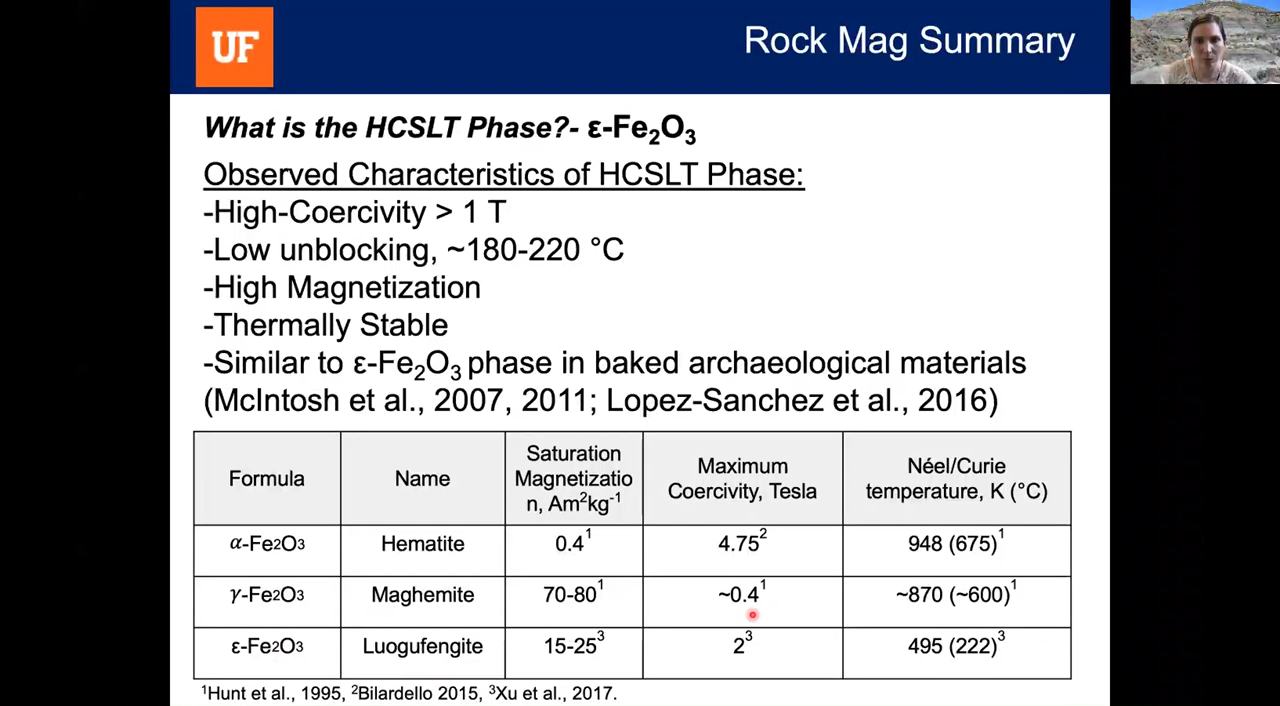 UF
Rock Mag Summary
What is the HCSLT Phase?- ε-Fe₂O₃
Observed Characteristics of HCSLT Phase:
-High-Coercivity > 1 T
-Low unblocking, ~180-220 °C
-High Magnetization
-Thermally Stable
-Similar to ε-Fe₂O₃ phase in baked archaeological materials
(McIntosh et al., 2007, 2011; Lopez-Sanchez et al., 2016)
Formula Name Saturation Magnetizatio n, Am²kg⁻¹ Maximum Coercivity, Tesla Néel/Curie temperature, K (°C)
α-Fe2O3 Hematite 0.4¹ 4.75² 948 (675)¹
γ-Fe2O3 Maghemite 70-80¹ ~0.4¹ ~870 (~600)¹
ε-Fe2O3 Luogufengite 15-25³ 2³ 495 (222)³
¹Hunt et al., 1995, ²Bilardello 2015, ³Xu et al., 2017.